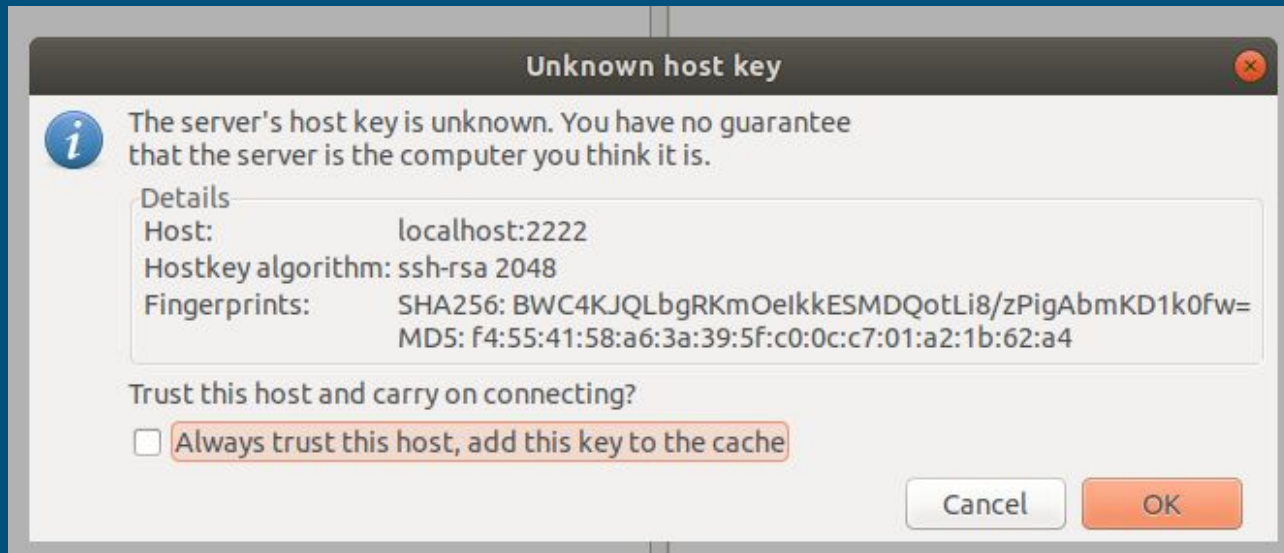 Unknown host key
The server's host key is unknown. You have no guarantee
that the server is the computer you think it is.
Details
Host: localhost:2222
Hostkey algorithm: ssh-rsa 2048
Fingerprints: SHA256: BWC4KJQLbgRKmOeIkkESMDQotLi8/zPigAbmKD1k0fw=
MD5: f4:55:41:58:a6:3a:39:5f:c0:0c:c7:01:a2:1b:62:a4
Trust this host and carry on connecting?
Always trust this host, add this key to the cache
Cancel OK